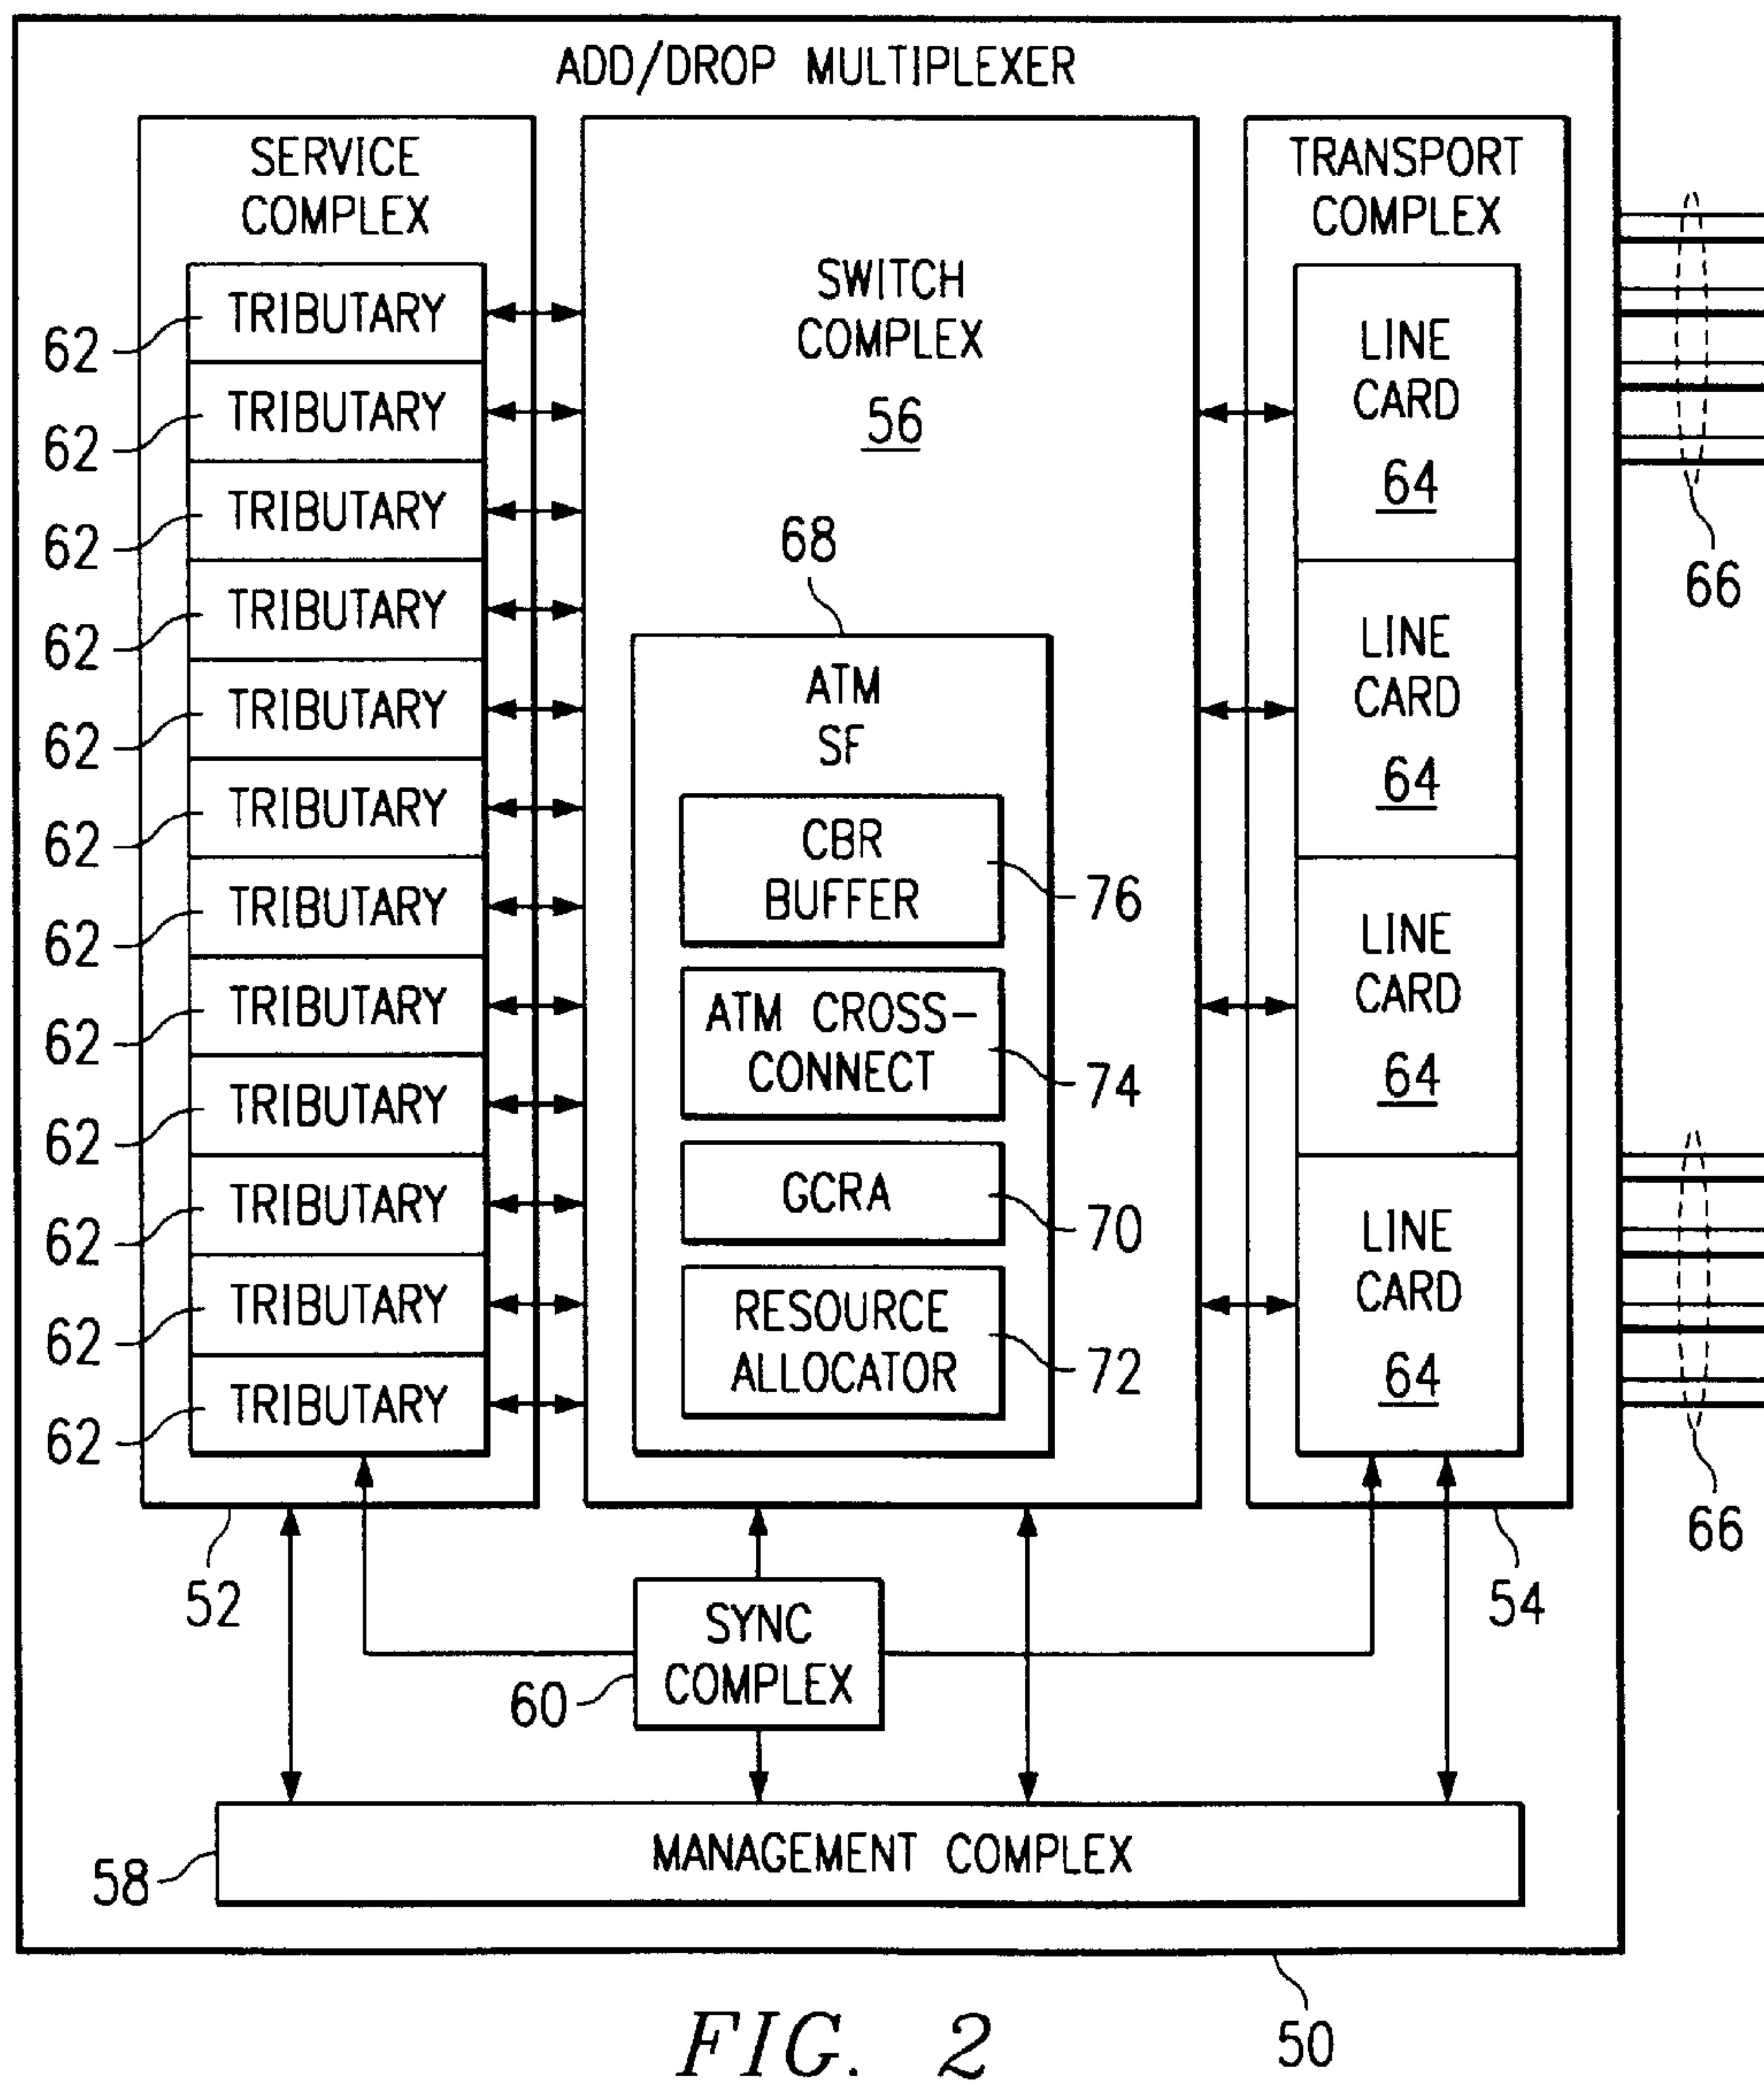 ADD/DROP MULTIPLEXER
SERVICE
COMPLEX
TRIBUTARY
TRIBUTARY
TRIBUTARY
TRIBUTARY
TRIBUTARY
TRIBUTARY
TRIBUTARY
TRIBUTARY
TRIBUTARY
TRIBUTARY
TRIBUTARY
TRIBUTARY
62
62
62
62
62
62
62
62
62
62
62
62
52
SWITCH
COMPLEX
56
68
ATM
SF
CBR
BUFFER
76
ATM CROSS-
CONNECT
74
GCRA
70
RESOURCE
ALLOCATOR
72
TRANSPORT
COMPLEX
LINE
CARD
64
LINE
CARD
64
LINE
CARD
64
LINE
CARD
64
66
66
54
SYNC
COMPLEX
60
MANAGEMENT COMPLEX
58
50
FIG. 2